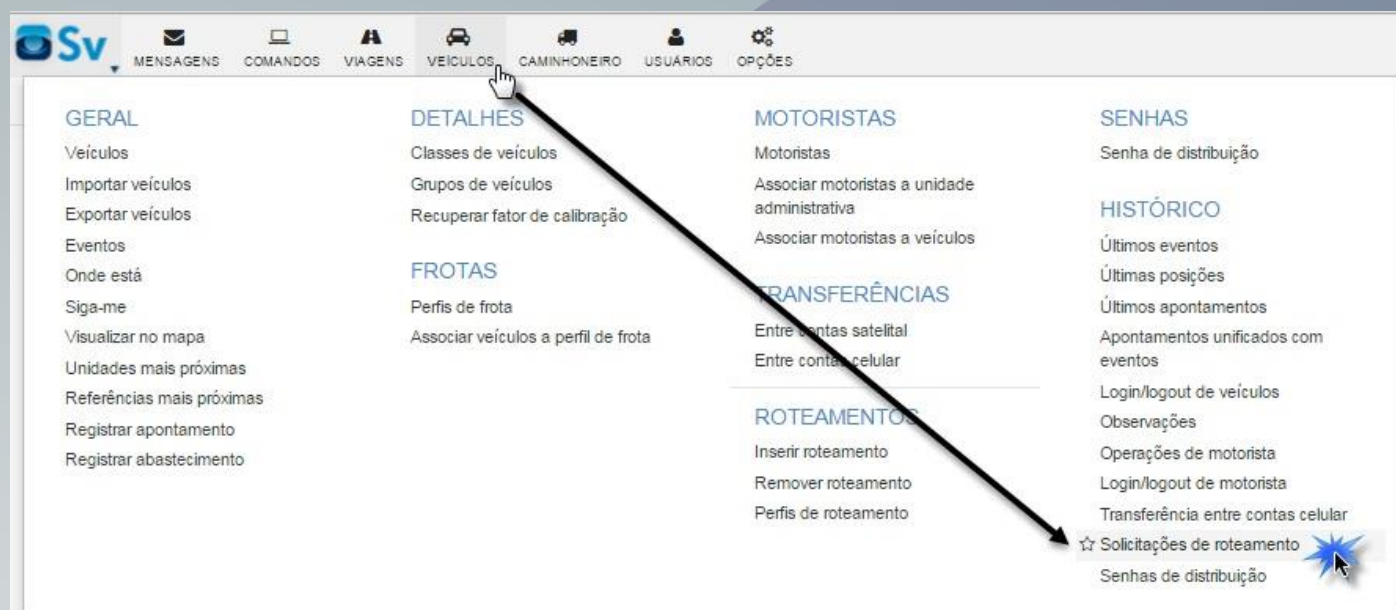 Sv
MENSAGENS COMANDOS VIAGENS VEÍCULOS CAMINHONEIRO USUÁRIOS OPÇÕES
GERAL
Veículos
Importar veículos
Exportar veículos
Eventos
Onde está
Siga-me
Visualizar no mapa
Unidades mais próximas
Referências mais próximas
Registrar apontamento
Registrar abastecimento
DETALHES
Classes de veículos
Grupos de veículos
Recuperar fator de calibração
FROTAS
Perfis de frota
Associar veículos a perfil de frota
MOTORISTAS
Motoristas
Associar motoristas a unidade
administrativa
Associar motoristas a veículos
TRANSFERÊNCIAS
Entre contas satelital
Entre contas celular
ROTEAMENTOS
Inserir roteamento
Remover roteamento
Perfis de roteamento
SENHAS
Senha de distribuição
HISTÓRICO
Últimos eventos
Últimas posições
Últimos apontamentos
Apontamentos unificados com
eventos
Login/logout de veículos
Observações
Operações de motorista
Login/logout de motorista
Transferência entre contas celular
Solicitações de roteamento
Senhas de distribuição